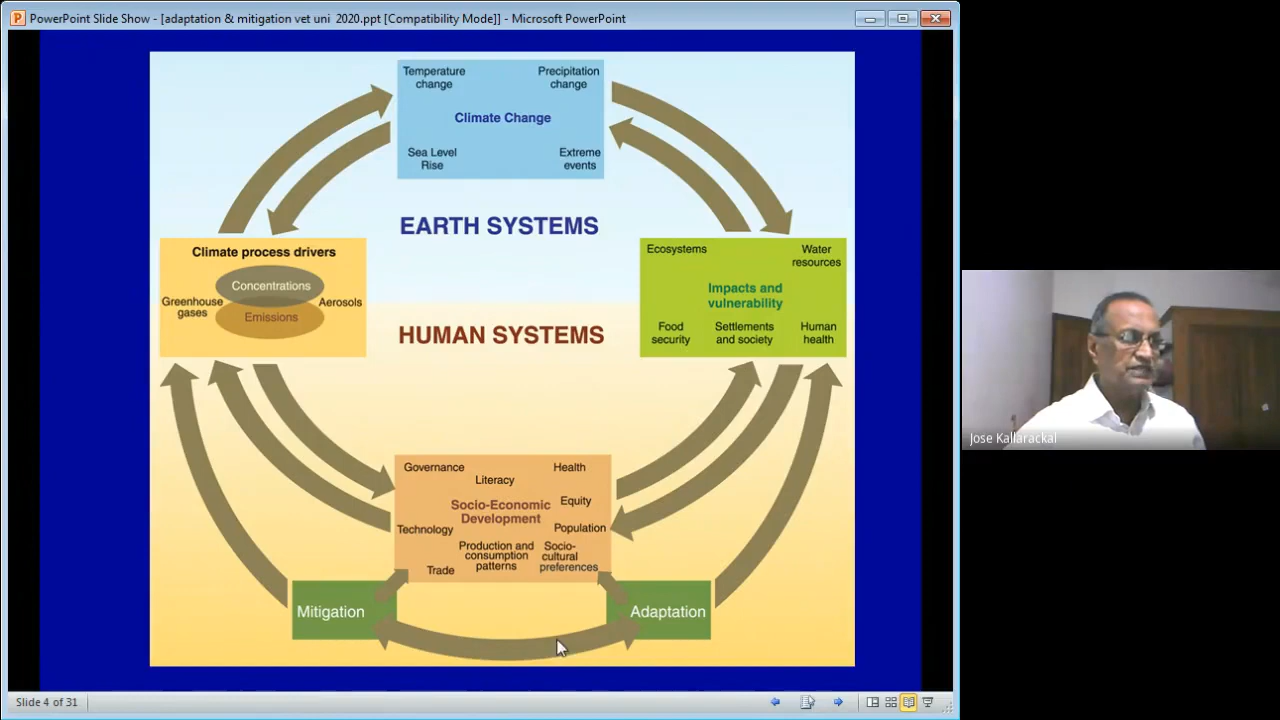 PowerPoint Slide Show - [adaptation & mitigation vet uni 2020.ppt [Compatibility Mode]] - Microsoft PowerPoint
Temperature
change
Precipitation
change
Climate Change
Sea Level
Rise
Extreme
events
EARTH SYSTEMS
Climate process drivers
Concentrations
Greenhouse
gases
Aerosols
Emissions
Ecosystems
Water
resources
Impacts and
vulnerability
Food
security
Settlements
and society
Human
health
HUMAN SYSTEMS
Governance
Literacy
Health
Socio-Economic
Development
Equity
Technology
Population
Production and
consumption
patterns
Socio-
cultural
preferences
Trade
Mitigation
Adaptation
Jose Kallarackal
Slide 4 of 31